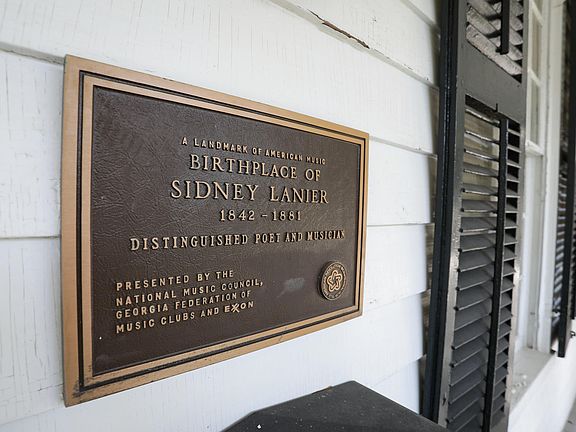 A LANDMARK OF AMERICAN MUSIC
BIRTHPLACE OF
SIDNEY LANIER
1842 - 1881
DISTINGUISHED POET AND MUSICIAN
PRESENTED BY THE
NATIONAL MUSIC COUNCIL,
GEORGIA FEDERATION OF
MUSIC CLUBS AND EXXON